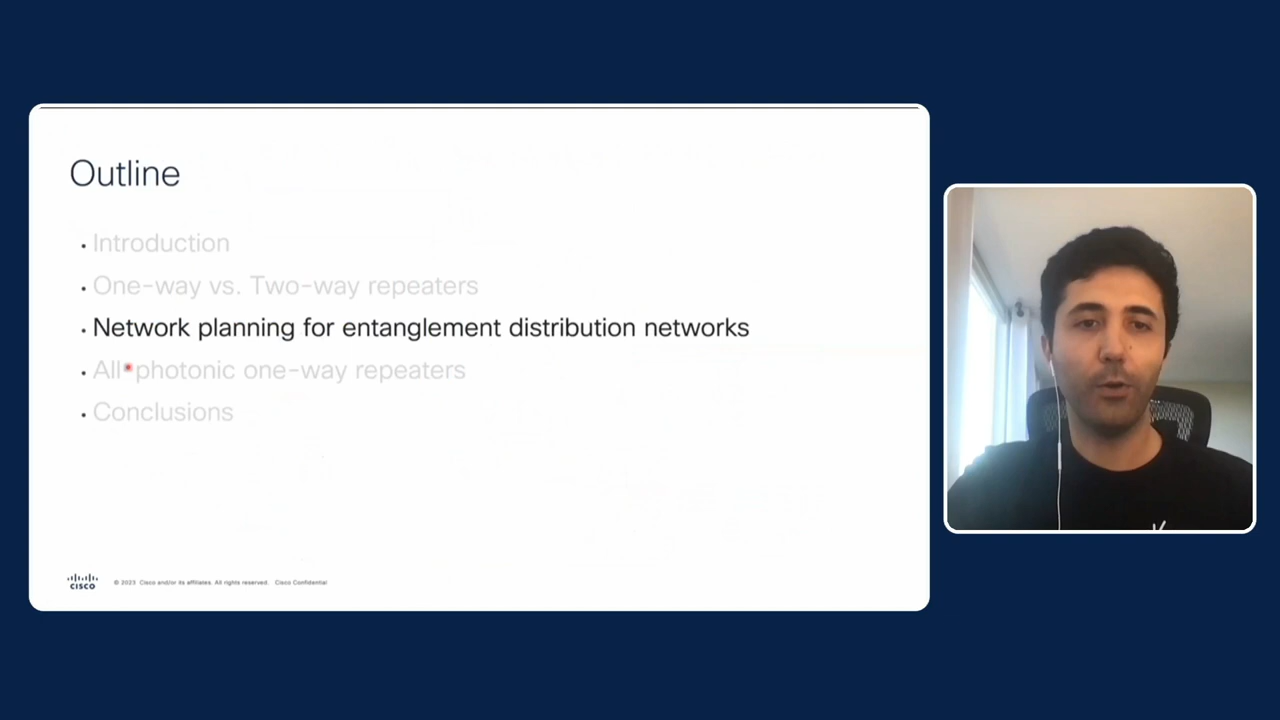 Outline
• Introduction
• One-way vs. Two-way repeaters
• Network planning for entanglement distribution networks
• All photonic one-way repeaters
• Conclusions
CISCO
© 2023 Cisco and/or its affiliates. All rights reserved. Cisco Confidential